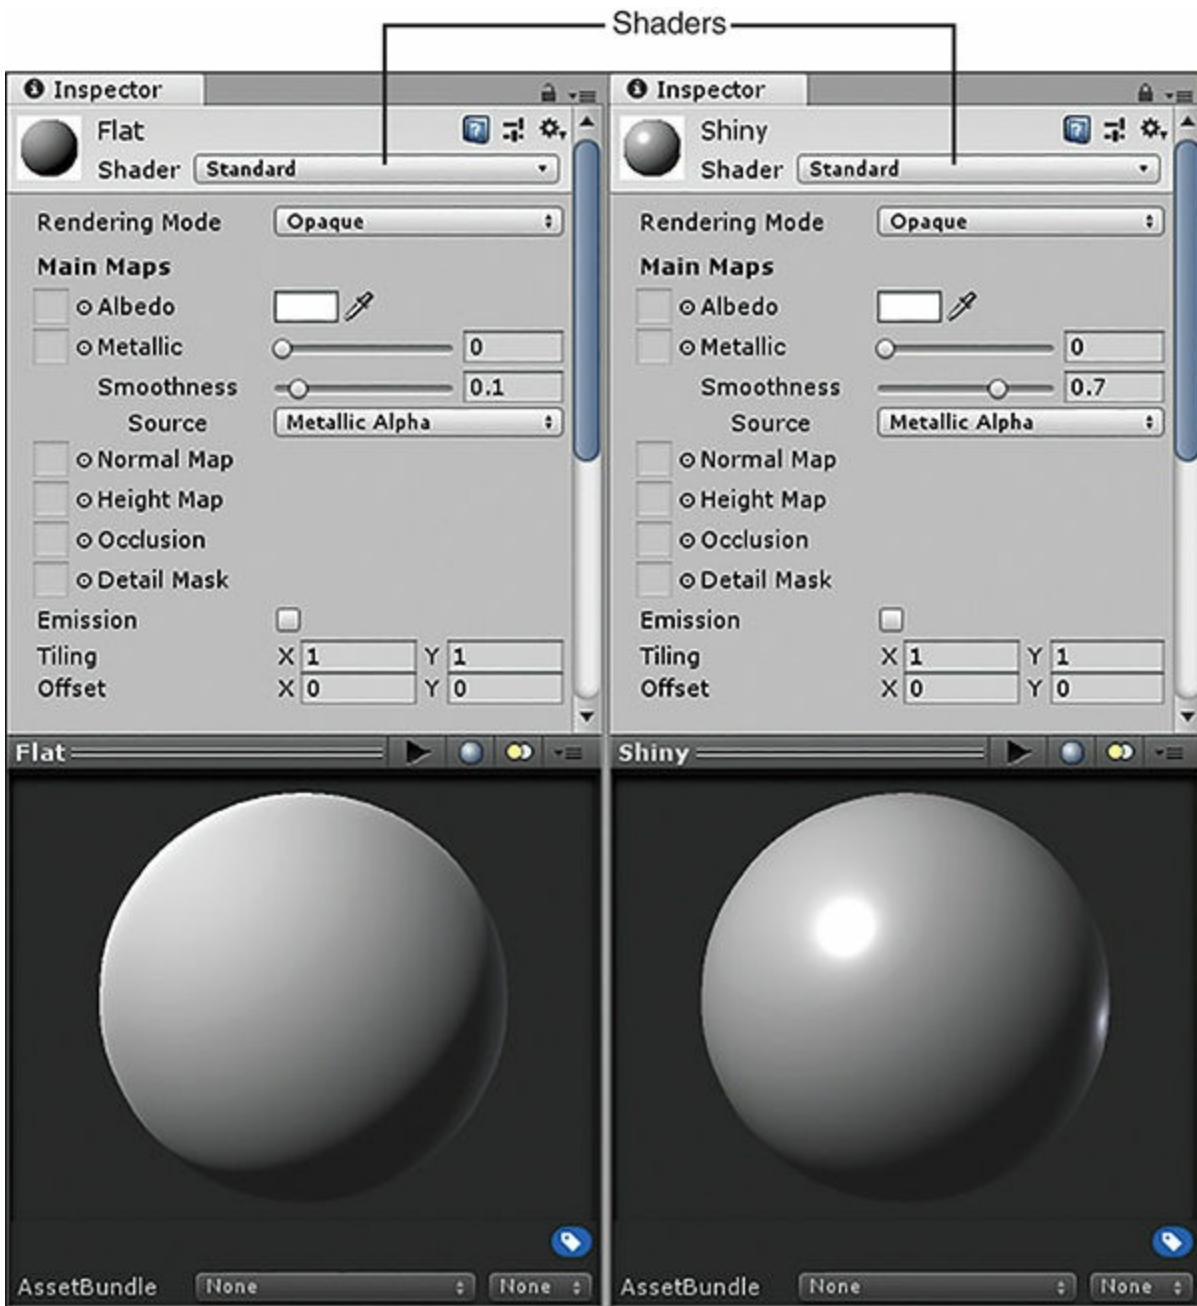 Shaders
Inspector
Flat
Shader Standard
Rendering Mode Opaque
Main Maps
Albedo
Metallic 0
Smoothness 0.1
Source Metallic Alpha
Normal Map
Height Map
Occlusion
Detail Mask
Emission
Tiling X 1 Y 1
Offset X 0 Y 0
Flat
AssetBundle None None
Inspector
Shiny
Shader Standard
Rendering Mode Opaque
Main Maps
Albedo
Metallic 0
Smoothness 0.7
Source Metallic Alpha
Normal Map
Height Map
Occlusion
Detail Mask
Emission
Tiling X 1 Y 1
Offset X 0 Y 0
Shiny
AssetBundle None None